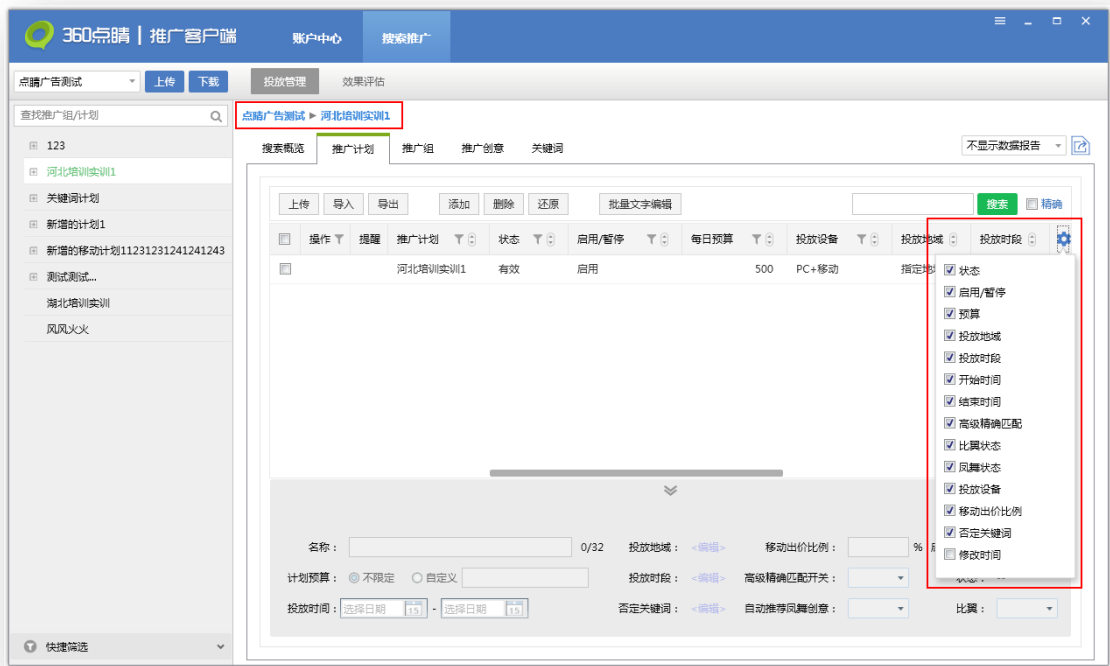 360点睛 | 推广客户端
账户中心
搜索推广
点睛广告测试
上传
下载
投放管理
效果评估
查找推广组/计划
点睛广告测试 ▶ 河北培训实训1
123
河北培训实训1
关键词计划
新增的计划1
新增的移动计划11231231241241243
测试测试...
湖北培训实训
风风火火
快捷筛选
搜索概览
推广计划
推广组
推广创意
关键词
不显示数据报告
上传
导入
导出
添加
删除
还原
批量文字编辑
搜索
精确
操作
提醒
推广计划
状态
启用/暂停
每日预算
投放设备
投放地域
投放时段
河北培训实训1
有效
启用
500
PC+移动
指定地
状态
启用/暂停
预算
投放地域
投放时段
开始时间
结束时间
高级精确匹配
比翼状态
凤舞状态
投放设备
移动出价比例
否定关键词
修改时间
名称：
0/32
投放地域：
<编辑>
移动出价比例：
%
计划预算：
不限定
自定义
投放时段：
<编辑>
高级精确匹配开关：
状态： --
投放时间：
选择日期
15
-
选择日期
15
否定关键词：
<编辑>
自动推荐凤舞创意：
比翼：